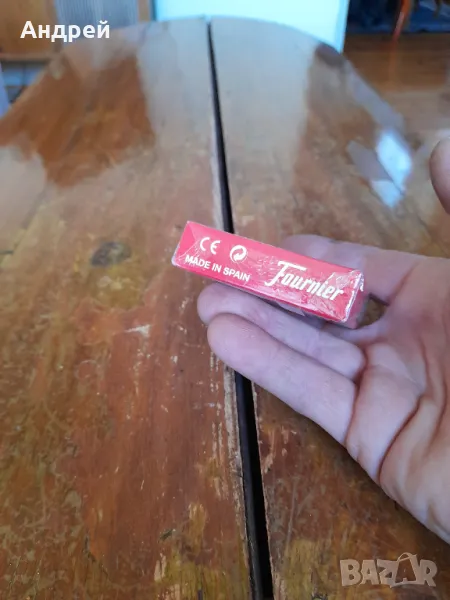 Андрей
CE
MADE IN SPAIN
Fournier
BAZAR